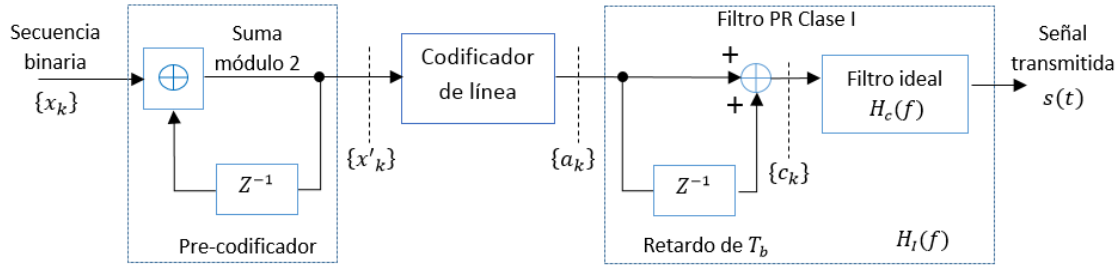 Filtro PR Clase I
Secuencia
binaria
{x_k}
Suma
módulo 2
Z^{-1}
Pre-codificador
{x'_k}
Codificador
de línea
{a_k}
+
+
Z^{-1}
Retardo de T_b
{c_k}
Filtro ideal
H_c(f)
H_I(f)
Señal
transmitida
s(t)